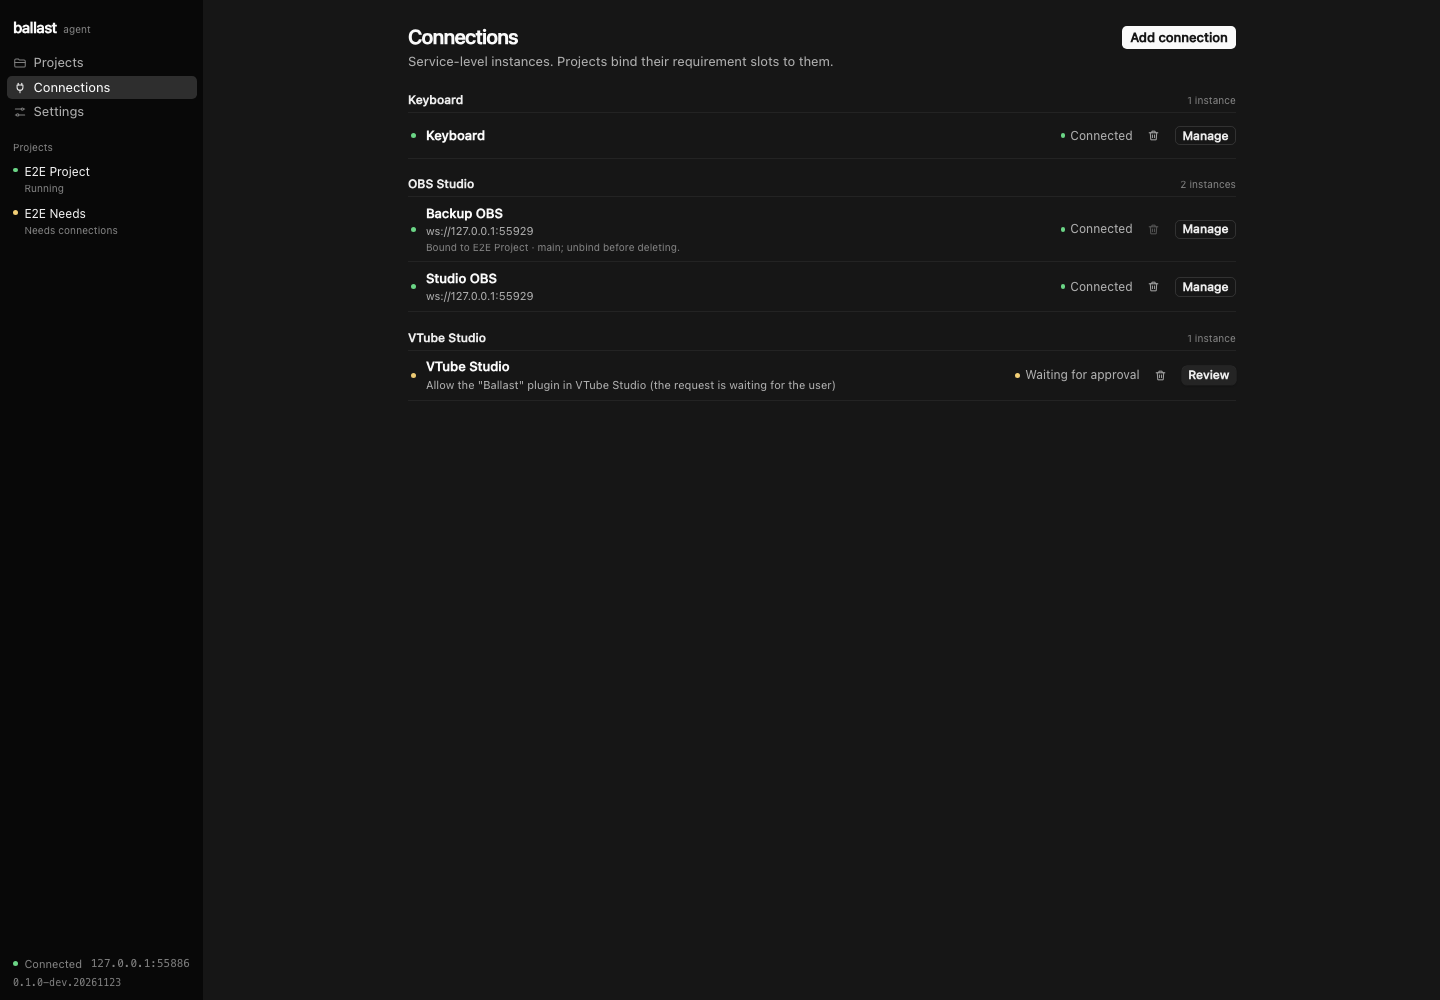 ballast agent
Projects
Connections
Settings
Projects
E2E Project
Running
E2E Needs
Needs connections
Connected 127.0.0.1:55886
0.1.0-dev.20261123
Connections
Add connection
Service-level instances. Projects bind their requirement slots to them.
Keyboard 1 instance
Keyboard Connected Manage
OBS Studio 2 instances
Backup OBS
ws://127.0.0.1:55929 Connected Manage
Bound to E2E Project · main; unbind before deleting.
Studio OBS
ws://127.0.0.1:55929 Connected Manage
VTube Studio 1 instance
VTube Studio
Allow the "Ballast" plugin in VTube Studio (the request is waiting for the user) Waiting for approval Review